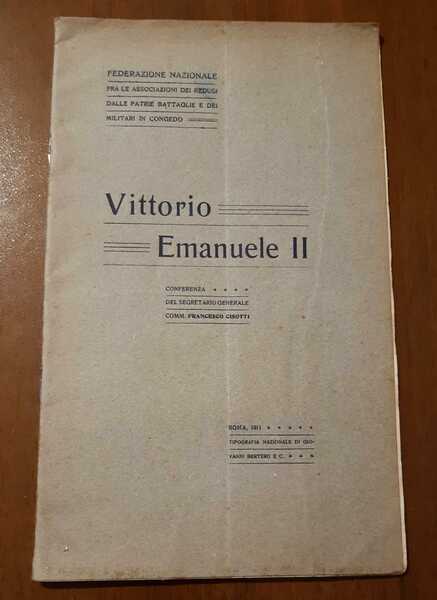 FEDERAZIONE NAZIONALE
FRA LE ASSOCIAZIONI DEI REDUCI
DALLE PATRIE BATTAGLIE E DEI
MILITARI IN CONGEDO
Vittorio
Emanuele II
CONFERENZA
DEL SEGRETARIO GENERALE
COMM. FRANCESCO CISOTTI
ROMA, 1911
TIPOGRAFIA NAZIONALE DI GIO-
VANNI BERTERO E C.